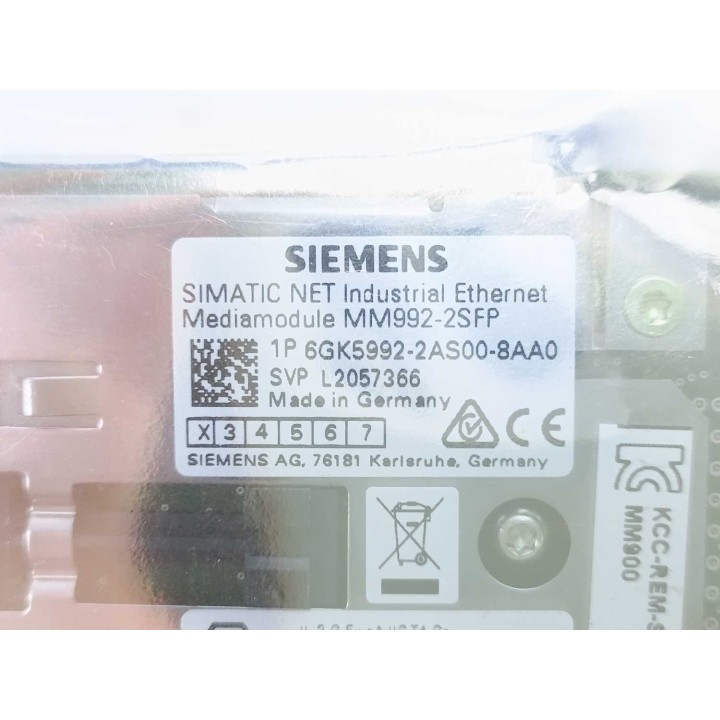 SIEMENS
SIMATIC NET Industrial Ethernet
Mediamodule MM992-2SFP
1P 6GK5992-2AS00-8AA0
SVP L2057366
Made in Germany
X 3 4 5 6 7
CE
SIEMENS AG, 76181 Karlsruhe, Germany
KCC-REM-S
MM900